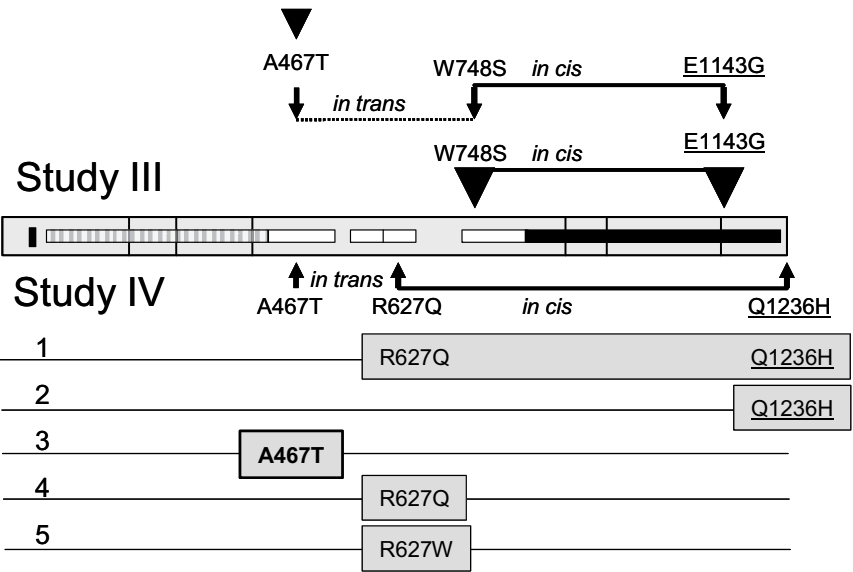 A467T
W748S in cis E1143G
in trans
W748S in cis E1143G
Study III
Study IV
in trans
A467T R627Q in cis Q1236H
1 R627Q Q1236H
2 Q1236H
3 A467T
4 R627Q
5 R627W